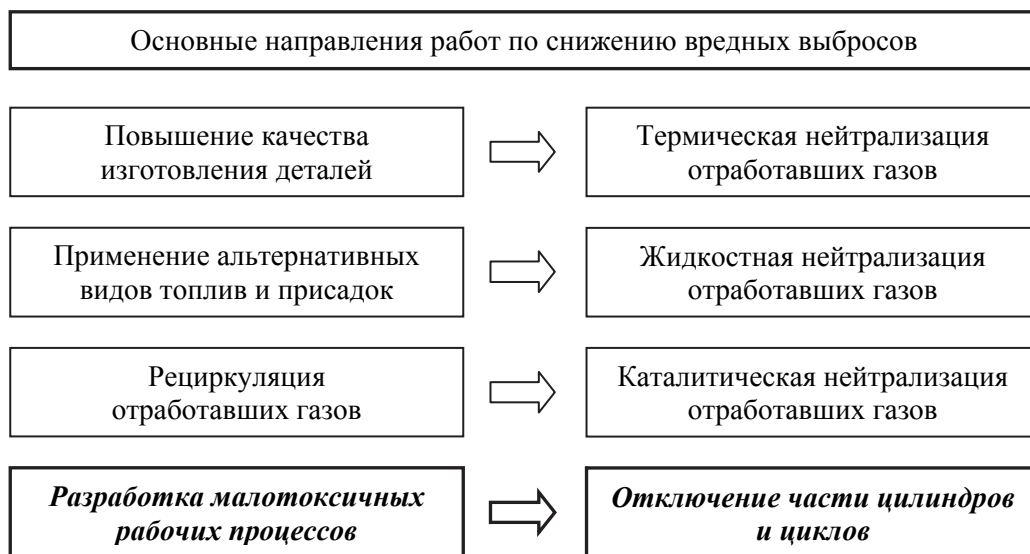 Основные направления работ по снижению вредных выбросов
Повышение качества
изготовления деталей
Термическая нейтрализация
отработавших газов
Применение альтернативных
видов топлив и присадок
Жидкостная нейтрализация
отработавших газов
Рециркуляция
отработавших газов
Каталитическая нейтрализация
отработавших газов
Разработка малотоксичных
рабочих процессов
Отключение части цилиндров
и циклов